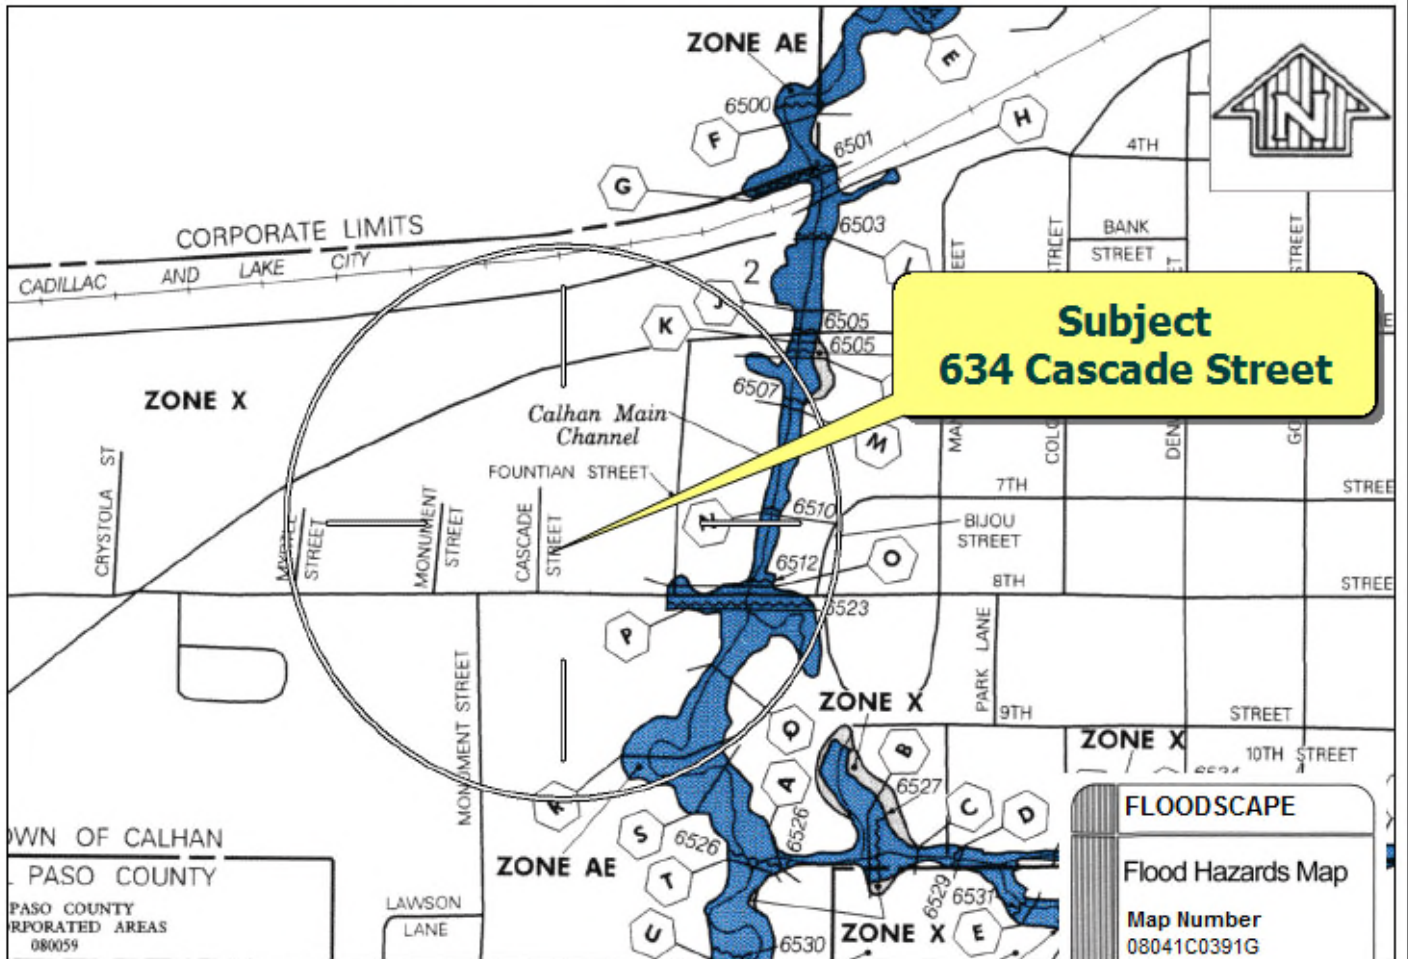 ZONE AE
E
6500
F
H
6501
4TH
N
G
CORPORATE LIMITS
6503
BANK
STREET
STREET
STREET
CADILLAC AND LAKE CITY
2
J
K
6505
6505
Subject
634 Cascade Street
ZONE X
6507
Calhan Main
Channel
M
FOUNTIAN STREET
7TH
CRYSTOLA ST
STREET
MONUMENT
STREET
CASCADE
STREET
6510
BIJOU
STREET
O
6512
8TH
6523
P
PARK LANE
MONUMENT STREET
ZONE X
9TH
STREET
Q
ZONE X
10TH STREET
B
A
6527
C
D
FLOODSCAPE
S
6526
6526
OWN OF CALHAN
ZONE AE
T
PASO COUNTY
6529
6531
Flood Hazards Map
PASO COUNTY
RPORATED AREAS
080059
LAWSON
LANE
U
6530
ZONE X
E
Map Number
08041C0391G